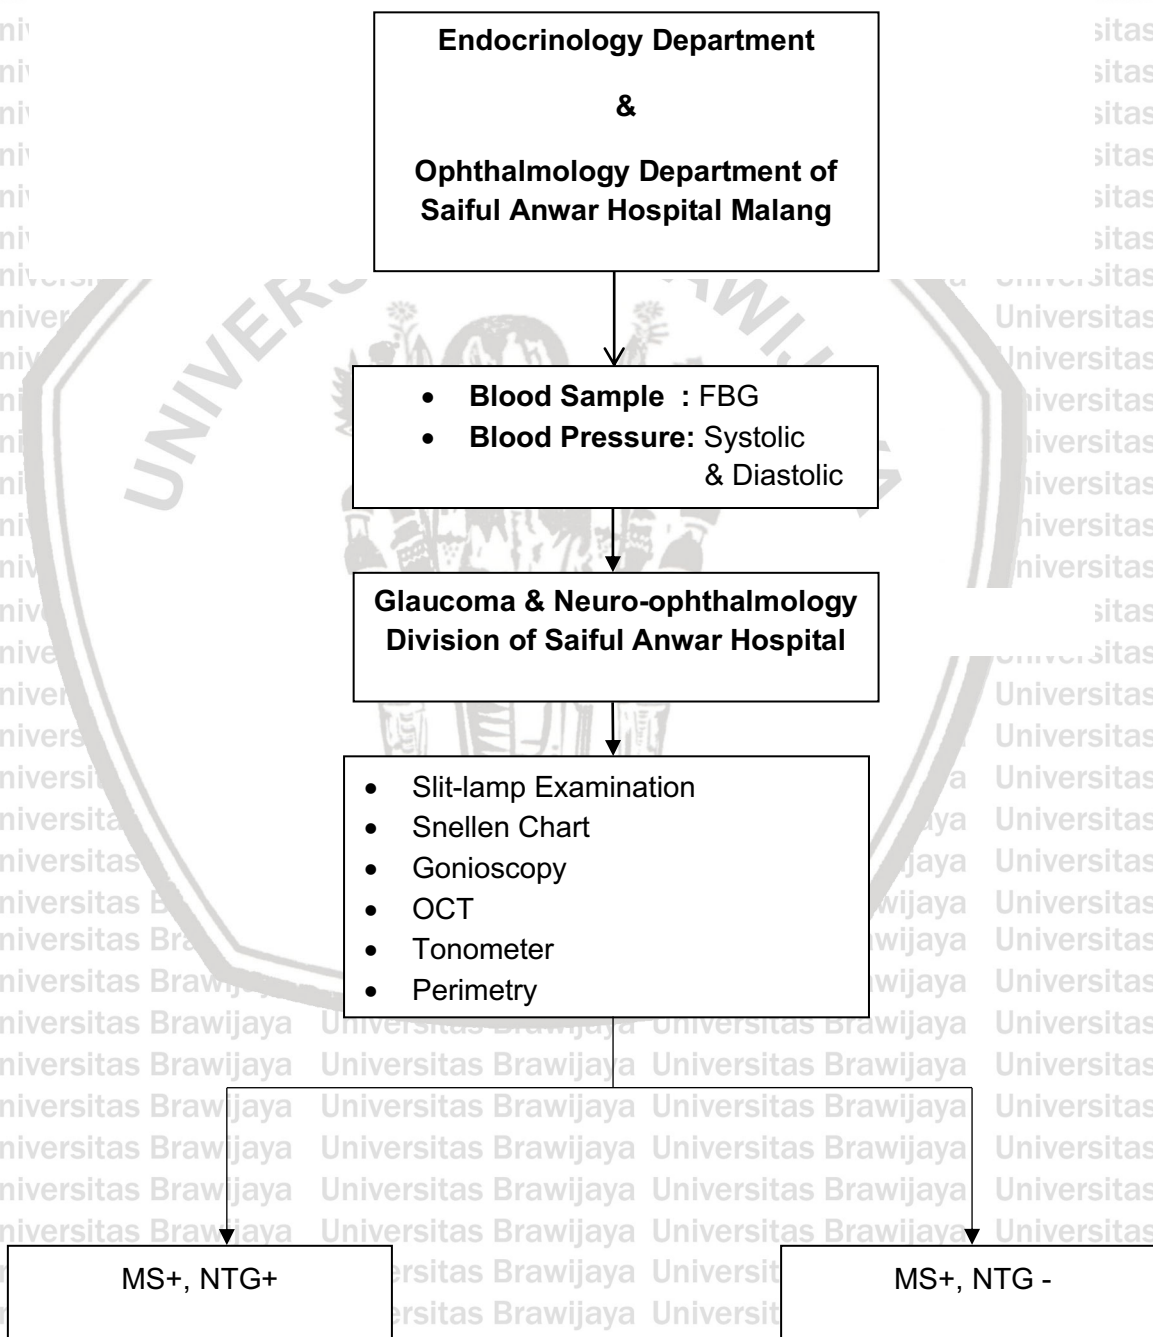 Endocrinology Department
&
Ophthalmology Department of
Saiful Anwar Hospital Malang
• Blood Sample : FBG
• Blood Pressure: Systolic
& Diastolic
Glaucoma & Neuro-ophthalmology
Division of Saiful Anwar Hospital
• Slit-lamp Examination
• Snellen Chart
• Gonioscopy
• OCT
• Tonometer
• Perimetry
MS+, NTG+
MS+, NTG -